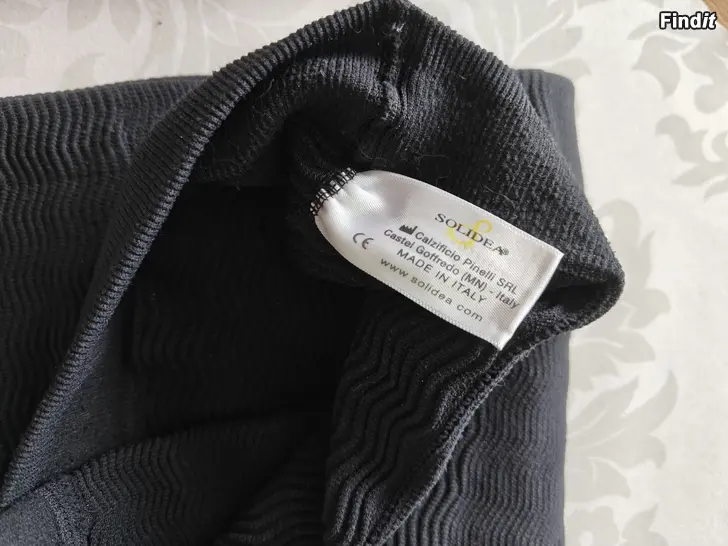 Findit
SOLIDEA®
Calzificio Pinelli SRL
Castel Goffredo (MN) - Italy
MADE IN ITALY
www.solidea.com
CE